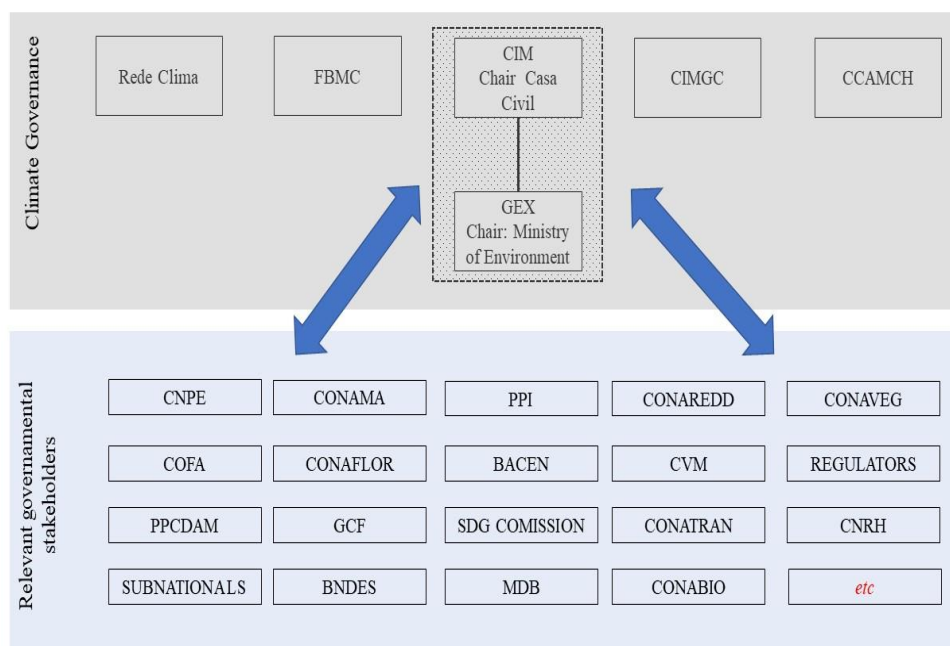 Climate Governance
Rede Clima
FBMC
CIM
Chair Casa
Civil
CIMGC
CCAMCH
GEX
Chair: Ministry
of Environment
Relevant governamental
stakeholders
CNPE
CONAMA
PPI
CONAREDD
CONAVEG
COFA
CONAFLOR
BACEN
CVM
REGULATORS
PPCDAM
GCF
SDG COMISSION
CONATRAN
CNRH
SUBNATIONALS
BNDES
MDB
CONABIO
etc